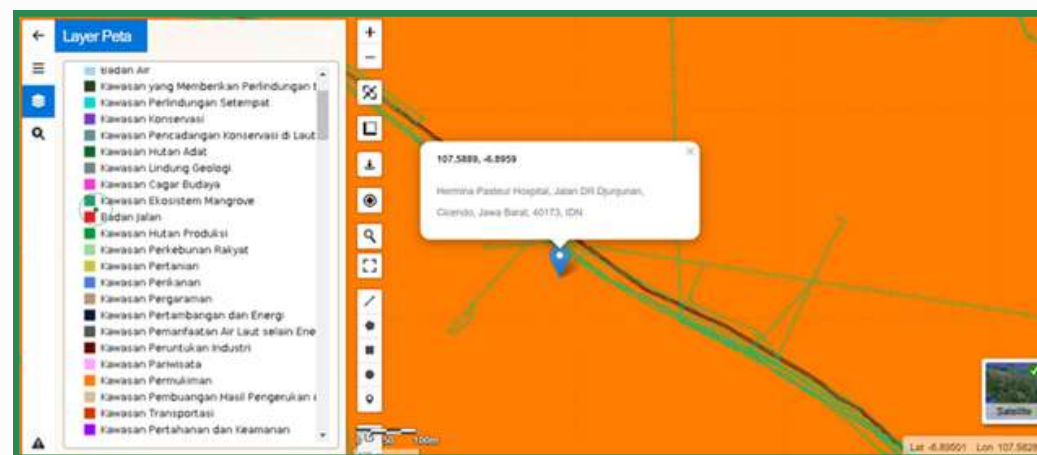 Layer Peta
Badan Air
Kawasan yang Memberikan Perlindungan t
Kawasan Perlindungan Setempat
Kawasan Konservasi
Kawasan Pencadangan Konservasi di Laut
Kawasan Hutan Adat
Kawasan Lindung Geologi
Kawasan Cagar Budaya
Kawasan Ekosistem Mangrove
Badan Jalan
Kawasan Hutan Produksi
Kawasan Perkebunan Rakyat
Kawasan Pertanian
Kawasan Perikanan
Kawasan Pergaraman
Kawasan Pertambangan dan Energi
Kawasan Pemanfaatan Air Laut selain Ene
Kawasan Peruntukan Industri
Kawasan Pariwisata
Kawasan Permukiman
Kawasan Pembuangan Hasil Pengerukan
Kawasan Transportasi
Kawasan Pertahanan dan Keamanan
107.5889, -6.8959
Hermina Pasteur Hospital, Jalan DR Djunjunan,
Cicendo, Jawa Barat, 40173, IDN
50 100m
Satellite
Lat -6.89501 Lon 107.5828